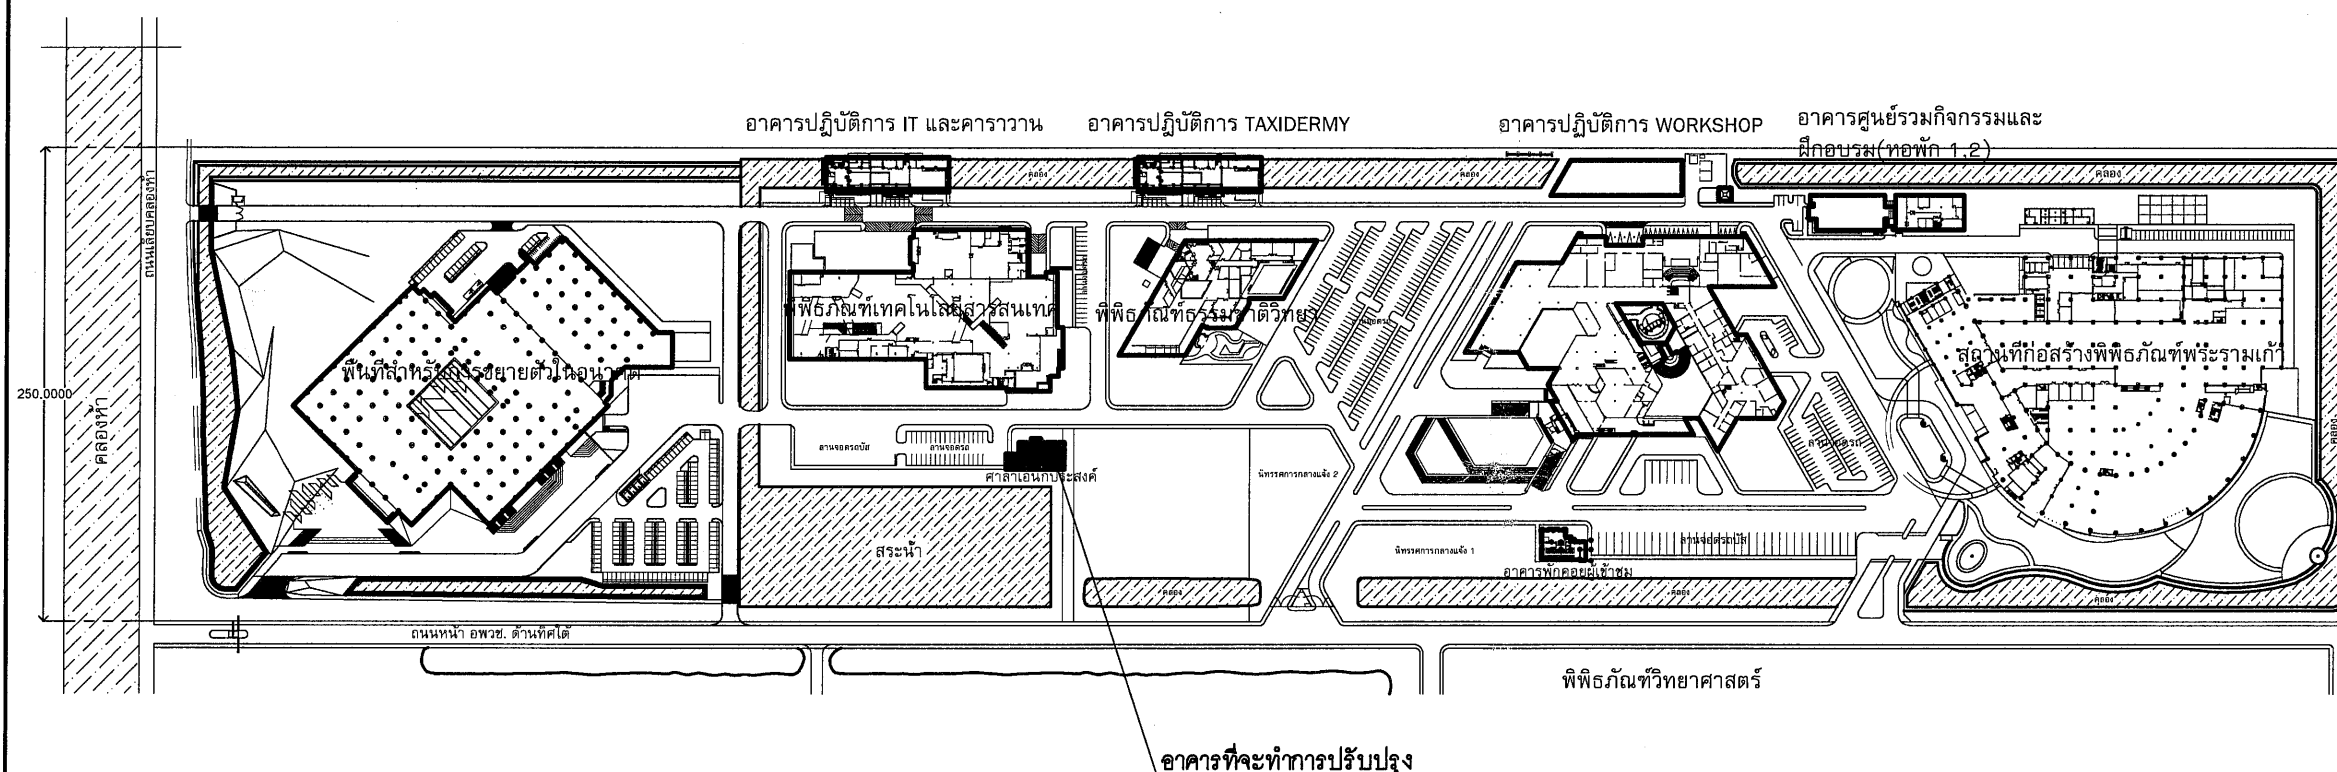 อาคารปฎิบัติการ IT และคาราวาน
อาคารปฎิบัติการ TAXIDERMY
อาคารปฏิบัติการ WORKSHOP
อาคารศูนย์รวมกิจกรรมและ
ฝึกอบรม(หอพัก 1,2)
คลอง
คลอง
คลอง
ถนนเลียบคลองห้า
พิพิธภัณฑ์เทคโนโลยีสารสนเทศ
พิพิธภัณฑ์ธรรมชาติวิทยา
ลานจอดรถ
สถานที่ก่อสร้างพิพิธภัณฑ์พระรามเก้า
พื้นที่สำหรับการขยายตัวในอนาคต
250.0000
คลองห้า
ลานจอดรถบัส
ลานจอดรถ
ลานจอดรถ
คลอง
ศาลาเอนกประสงค์
นิทรรศการกลางแจ้ง 2
สระน้ำ
นิทรรศการกลางแจ้ง 1
ลานจอดรถบัส
อาคารพักคอยผู้เข้าชม
คลอง
คลอง
คลอง
ถนนหน้า อพวช. ด้านทิศใต้
พิพิธภัณฑ์วิทยาศาสตร์
อาคารที่จะทำการปรับปรุง